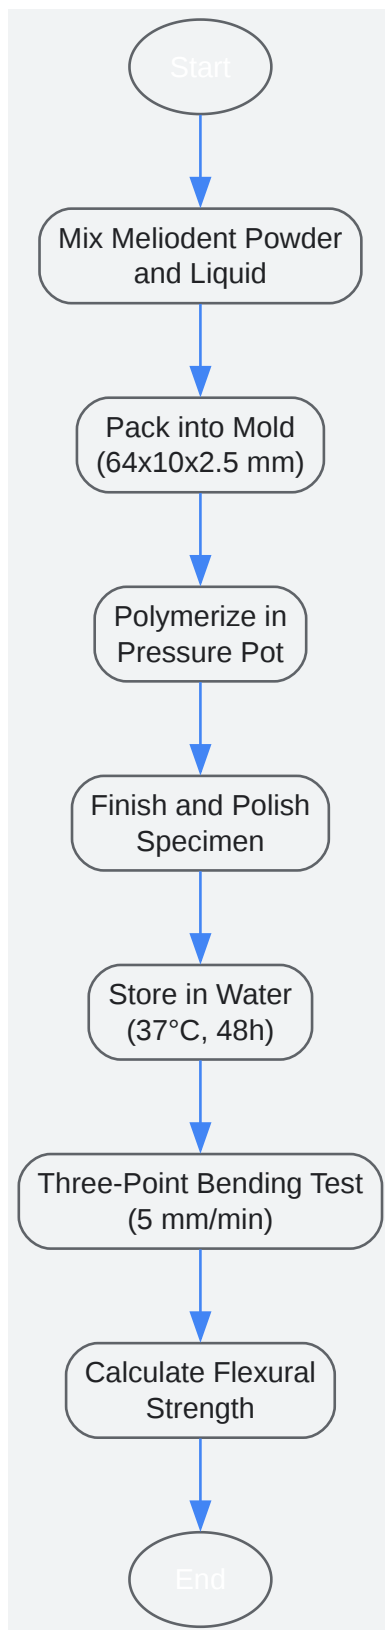 Start
Mix Meliodent Powder
and Liquid
Pack into Mold
(64x10x2.5 mm)
Polymerize in
Pressure Pot
Finish and Polish
Specimen
Store in Water
(37°C, 48h)
Three-Point Bending Test
(5 mm/min)
Calculate Flexural
Strength
End